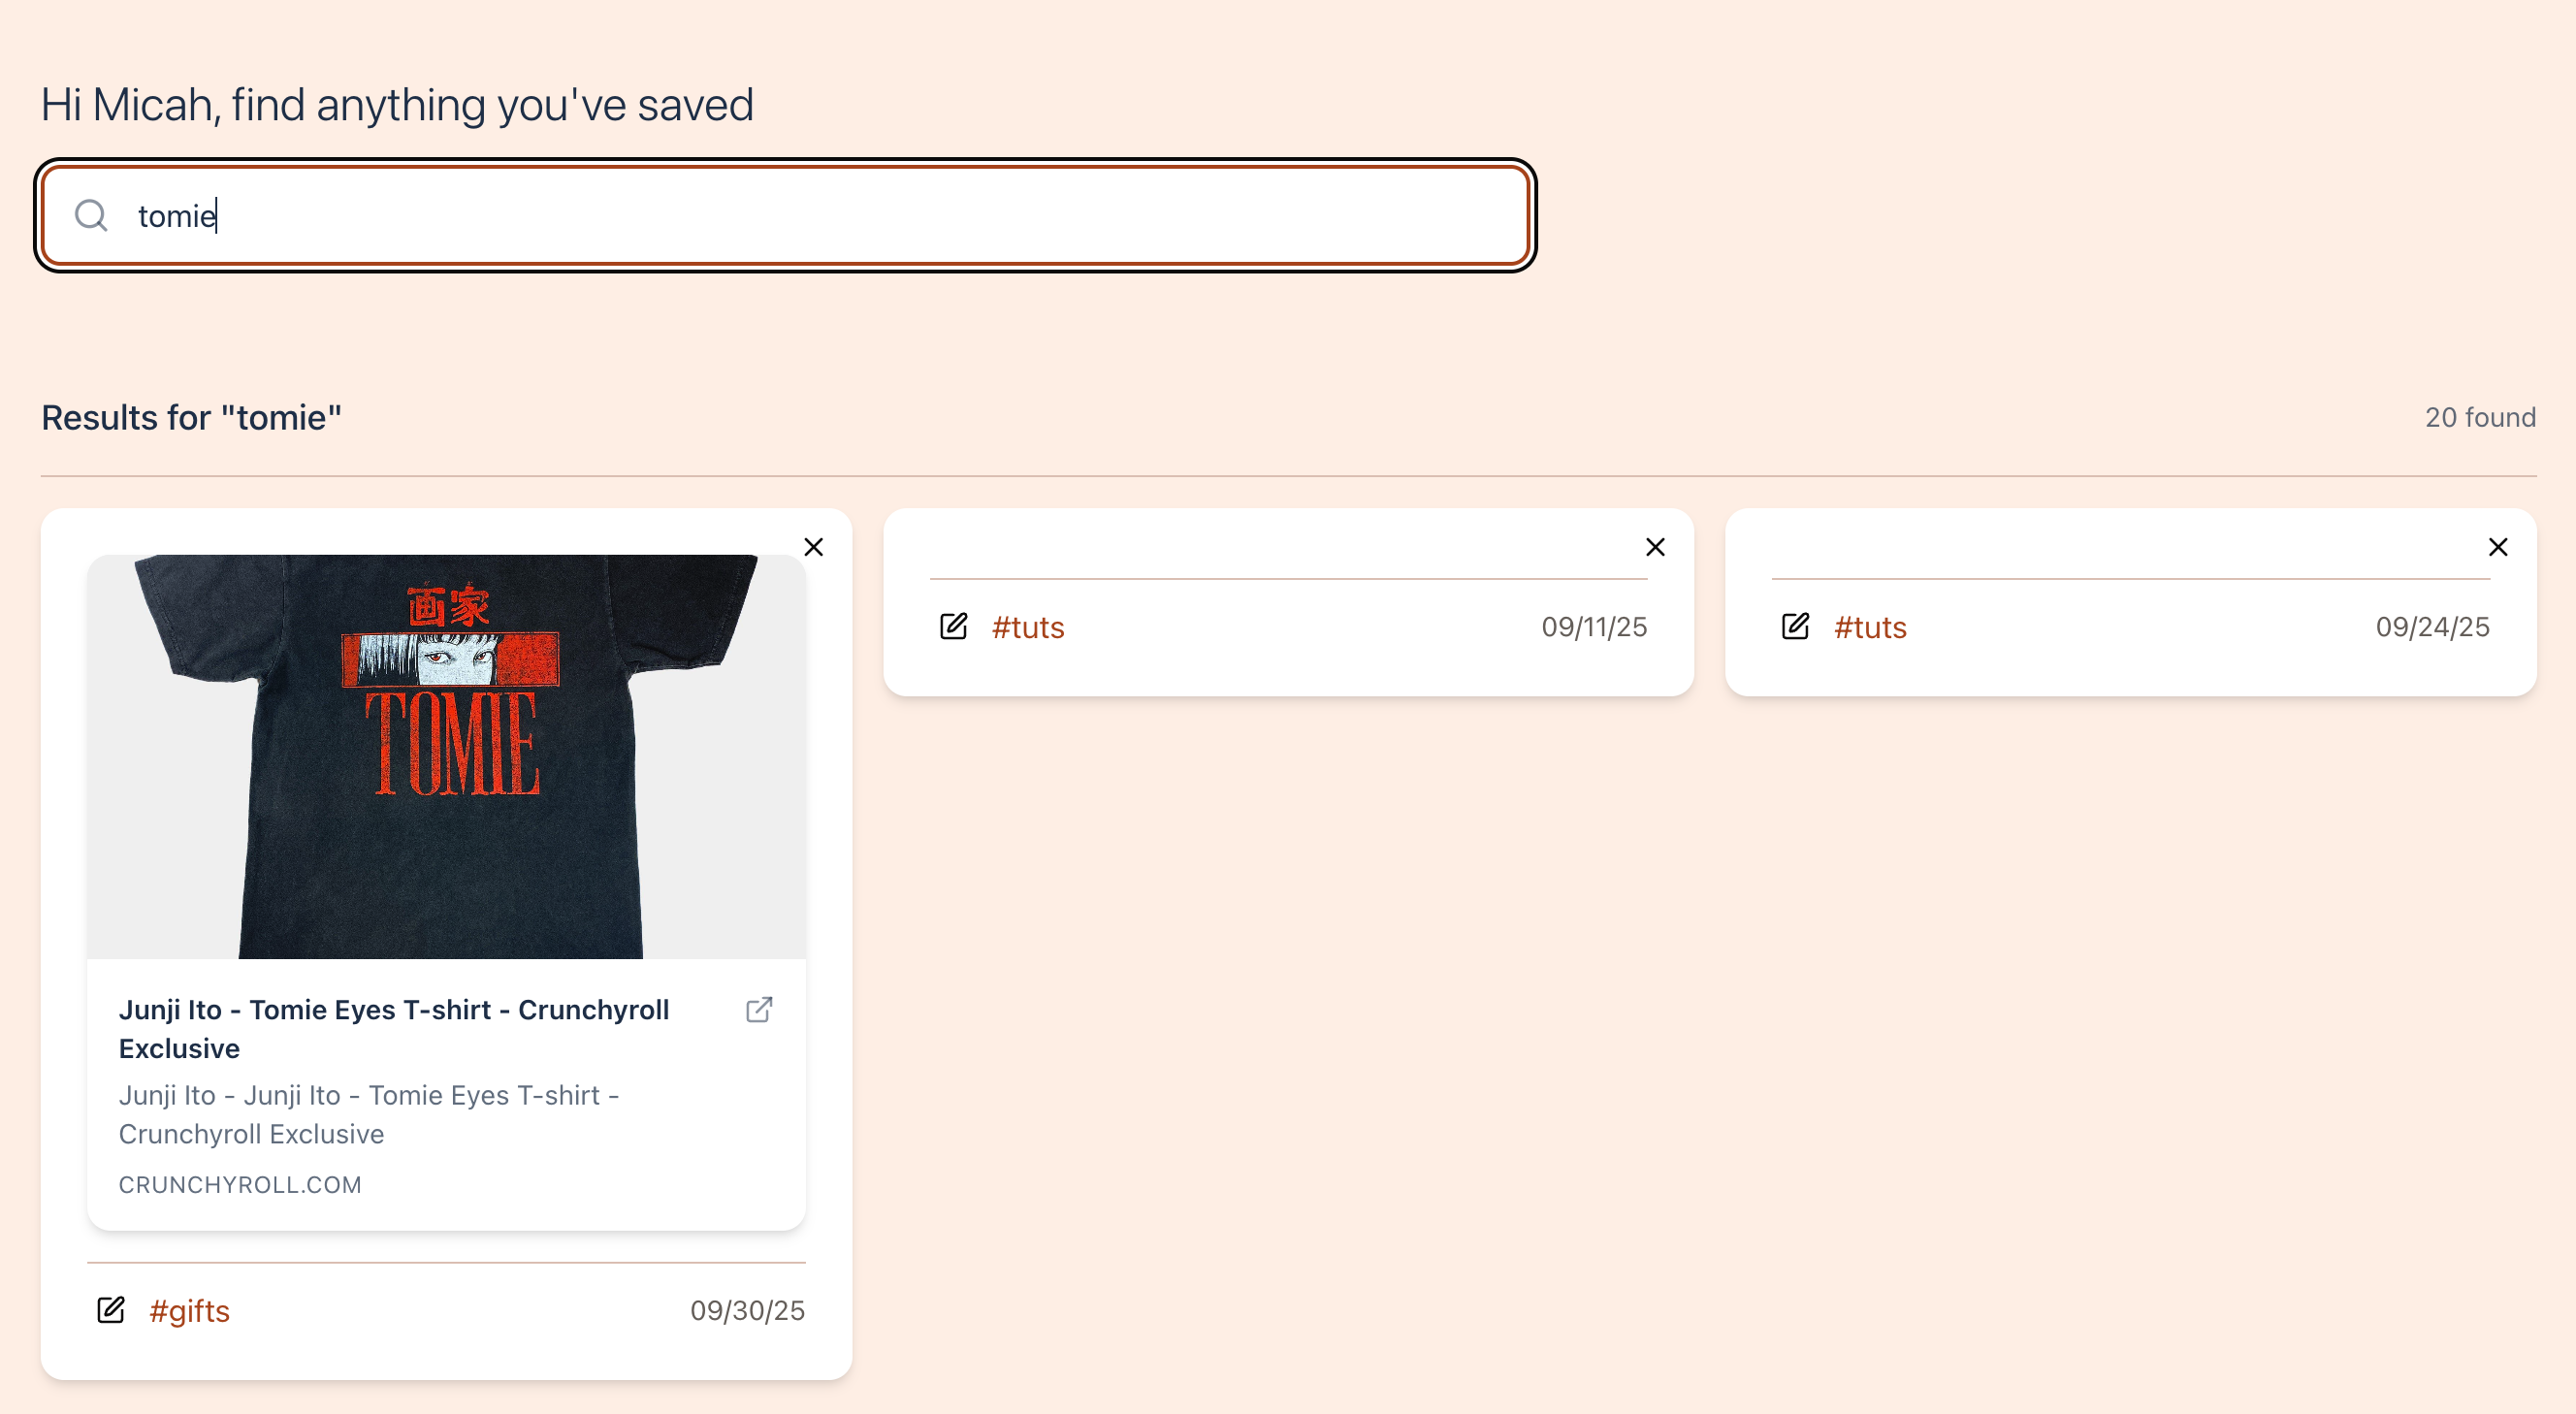 Hi Micah, find anything you've saved
tomie
Results for "tomie"
20 found
画家
TOMIE
Junji Ito - Tomie Eyes T-shirt - Crunchyroll
Exclusive
Junji Ito - Junji Ito - Tomie Eyes T-shirt -
Crunchyroll Exclusive
CRUNCHYROLL.COM
#gifts
09/30/25
#tuts
09/11/25
#tuts
09/24/25